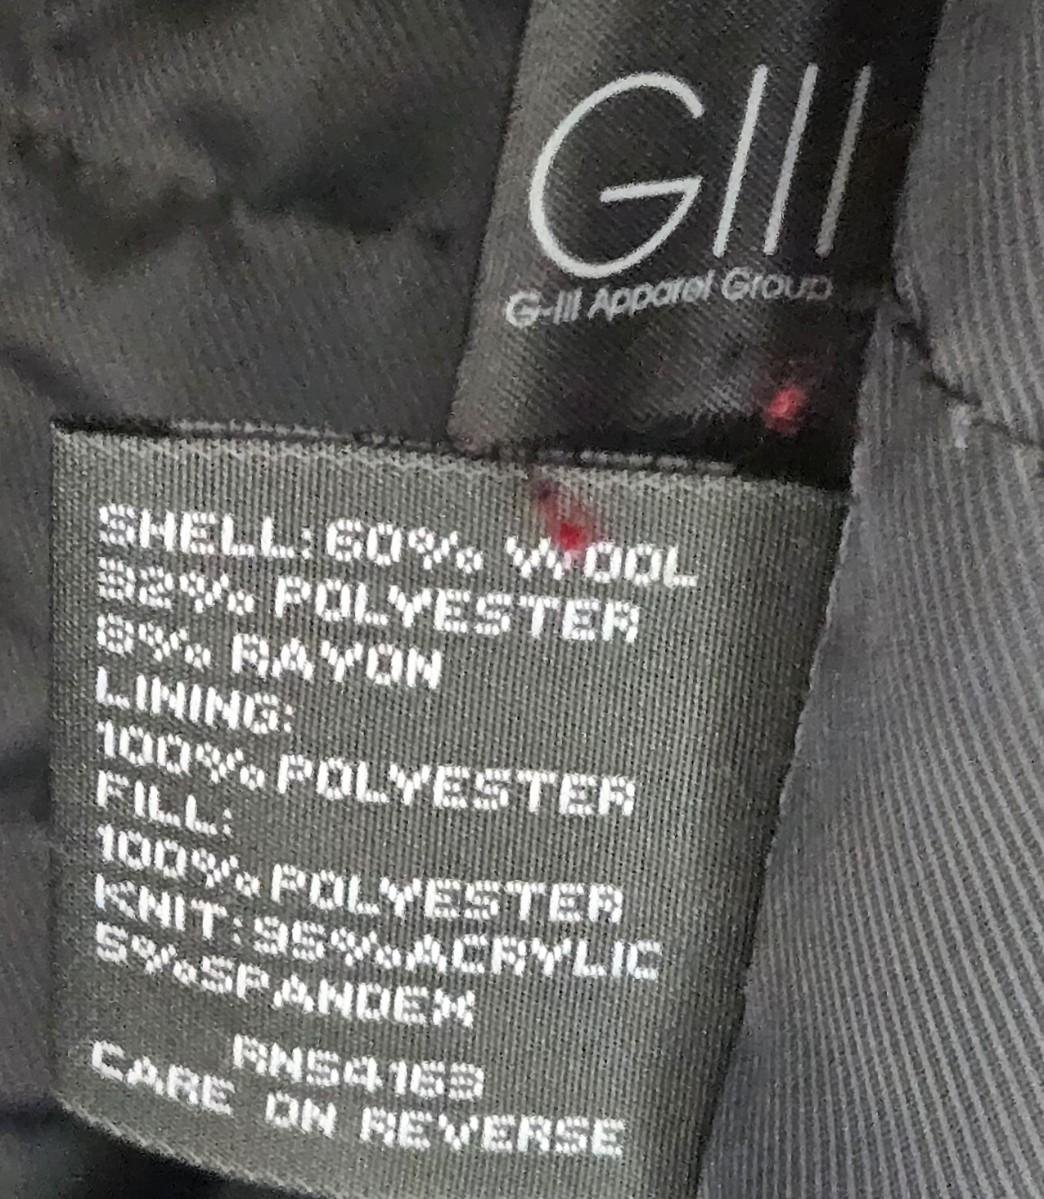 GIII
G-III Apparel Group
SHELL: 60% WOOL
32% POLYESTER
8% RAYON
LINING:
100% POLYESTER
FILL:
100% POLYESTER
KNIT: 95% ACRYLIC
5% SPANDEX
RN54163
CARE ON REVERSE